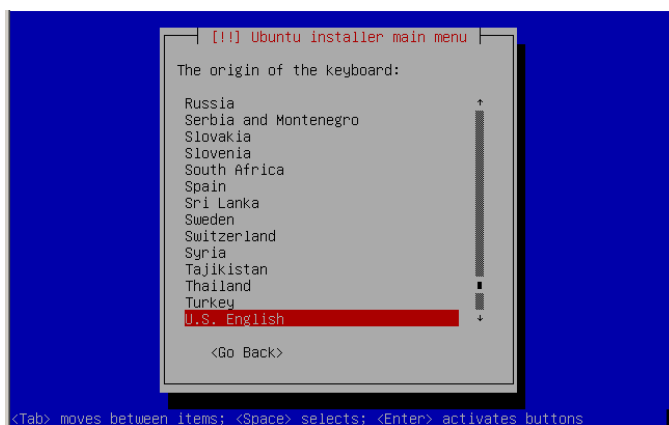 [!!] Ubuntu installer main menu
The origin of the keyboard:
Russia
Serbia and Montenegro
Slovakia
Slovenia
South Africa
Spain
Sri Lanka
Sweden
Switzerland
Syria
Tajikistan
Thailand
Turkey
U.S. English
<Go Back>
<Tab> moves between items; <Space> selects; <Enter> activates buttons